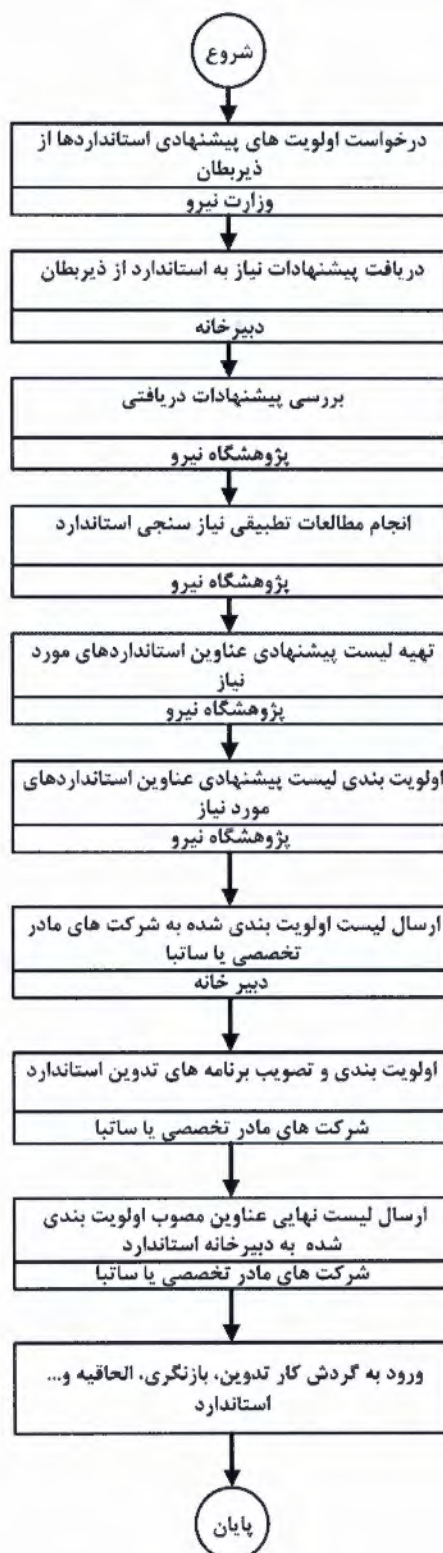 شروع
درخواست اولویت های پیشنهادی استانداردها از
ذیربطان
وزارت نیرو
دریافت پیشنهادات نیاز به استاندارد از ذیربطان
دبیرخانه
بررسی پیشنهادات دریافتی
پژوهشگاه نیرو
انجام مطالعات تطبیقی نیاز سنجی استاندارد
پژوهشگاه نیرو
تهیه لیست پیشنهادی عناوین استانداردهای مورد
نیاز
پژوهشگاه نیرو
اولویت بندی لیست پیشنهادی عناوین استانداردهای
مورد نیاز
پژوهشگاه نیرو
ارسال لیست اولویت بندی شده به شرکت های مادر
تخصصی یا ساتبا
دبیر خانه
اولویت بندی و تصویب برنامه های تدوین استاندارد
شرکت های مادر تخصصی یا ساتبا
ارسال لیست نهایی عناوین مصوب اولویت بندی
شده به دبیرخانه استاندارد
شرکت های مادر تخصصی یا ساتبا
ورود به گردش کار تدوین، بازنگری، الحاقیه و...
استاندارد
پایان